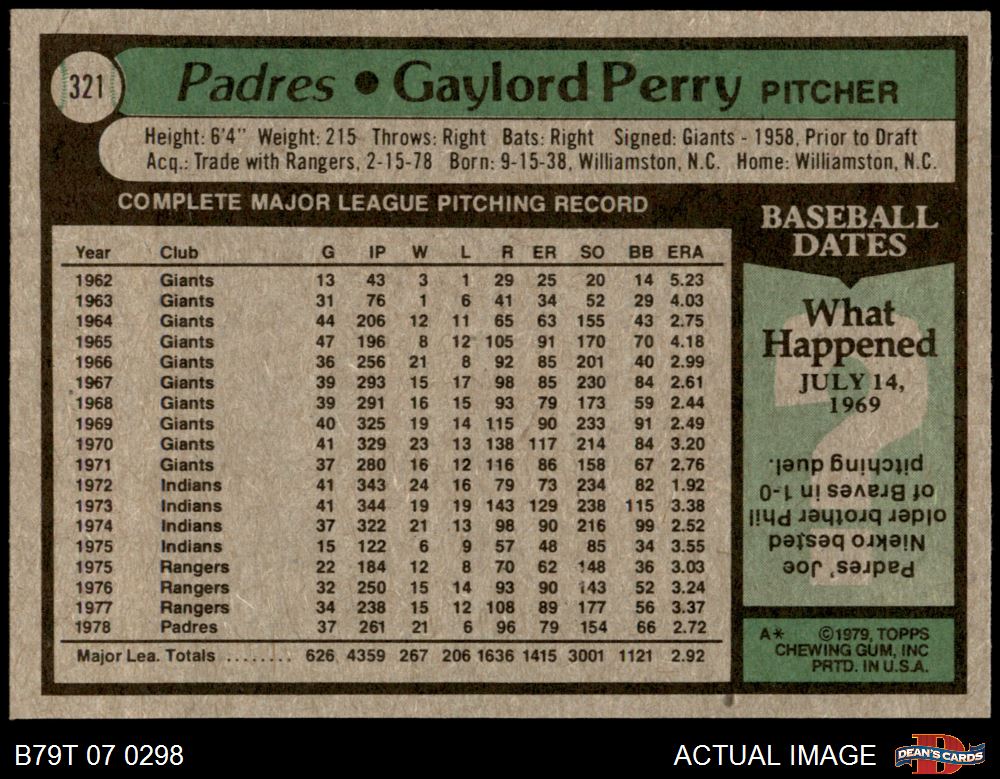 321
Padres • Gaylord Perry PITCHER
Height: 6'4" Weight: 215 Throws: Right Bats: Right Signed: Giants - 1958, Prior to Draft
Acq.: Trade with Rangers, 2-15-78 Born: 9-15-38, Williamston, N.C. Home: Williamston, N.C.
COMPLETE MAJOR LEAGUE PITCHING RECORD
Year Club G IP W L R ER SO BB ERA
1962 Giants 13 43 3 1 29 25 20 14 5.23
1963 Giants 31 76 1 6 41 34 52 29 4.03
1964 Giants 44 206 12 11 65 63 155 43 2.75
1965 Giants 47 196 8 12 105 91 170 70 4.18
1966 Giants 36 256 21 8 92 85 201 40 2.99
1967 Giants 39 293 15 17 98 85 230 84 2.61
1968 Giants 39 291 16 15 93 79 173 59 2.44
1969 Giants 40 325 19 14 115 90 233 91 2.49
1970 Giants 41 329 23 13 138 117 214 84 3.20
1971 Giants 37 280 16 12 116 86 158 67 2.76
1972 Indians 41 343 24 16 79 73 234 82 1.92
1973 Indians 41 344 19 19 143 129 238 115 3.38
1974 Indians 37 322 21 13 98 90 216 99 2.52
1975 Indians 15 122 6 9 57 48 85 34 3.55
1975 Rangers 22 184 12 8 70 62 148 36 3.03
1976 Rangers 32 250 15 14 93 90 143 52 3.24
1977 Rangers 34 238 15 12 108 89 177 56 3.37
1978 Padres 37 261 21 6 96 79 154 66 2.72
Major Lea. Totals ........ 626 4359 267 206 1636 1415 3001 1121 2.92
BASEBALL
DATES
What
Happened
JULY 14,
1969
Padres' Joe
Niekro bested
older brother Phil
of Braves in 1-0
pitching duel.
A* ©1979, TOPPS
CHEWING GUM, INC
PRTD. IN U.S.A.
B79T 07 0298
ACTUAL IMAGE
DEAN'S CARDS